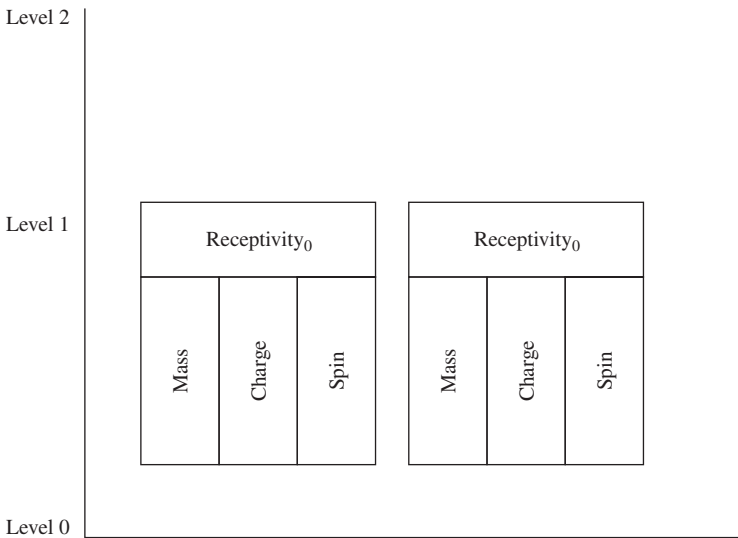 Level 2
Level 1
Receptivity₀
Receptivity₀
Mass
Charge
Spin
Mass
Charge
Spin
Level 0